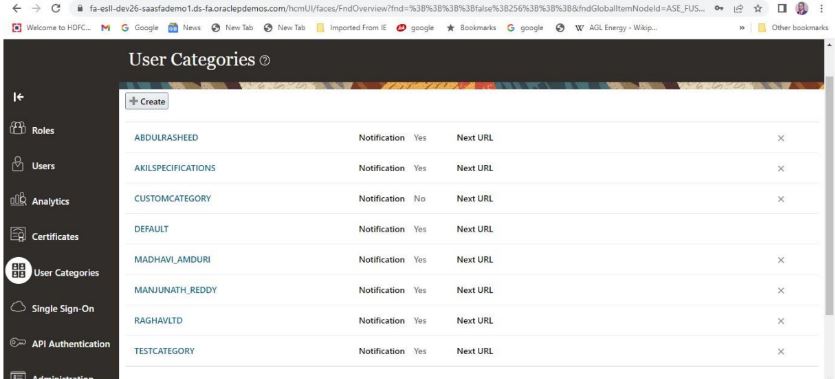 fa-esll-dev26-saasfademo1.ds-fa.oraclepdemos.com/hcmUI/faces/FndOverview?fnd=%3B%3B%3B%3Bfalse%3B256%3B%3B%3B&fndGlobalItemNodeId=ASE_FUS...
Welcome to HDFC... Google News New Tab New Tab Imported From IE google Bookmarks google AGL Energy - Wikip... » Other bookmarks
User Categories
+ Create
Roles
Users
Analytics
Certificates
User Categories
Single Sign-On
API Authentication
Administration
ABDULRASHEED Notification Yes Next URL
AKILSPECIFICATIONS Notification Yes Next URL
CUSTOMCATEGORY Notification No Next URL
DEFAULT Notification Yes Next URL
MADHAVI_AMDURI Notification Yes Next URL
MANJUNATH_REDDY Notification Yes Next URL
RAGHAVLTD Notification Yes Next URL
TESTCATEGORY Notification Yes Next URL